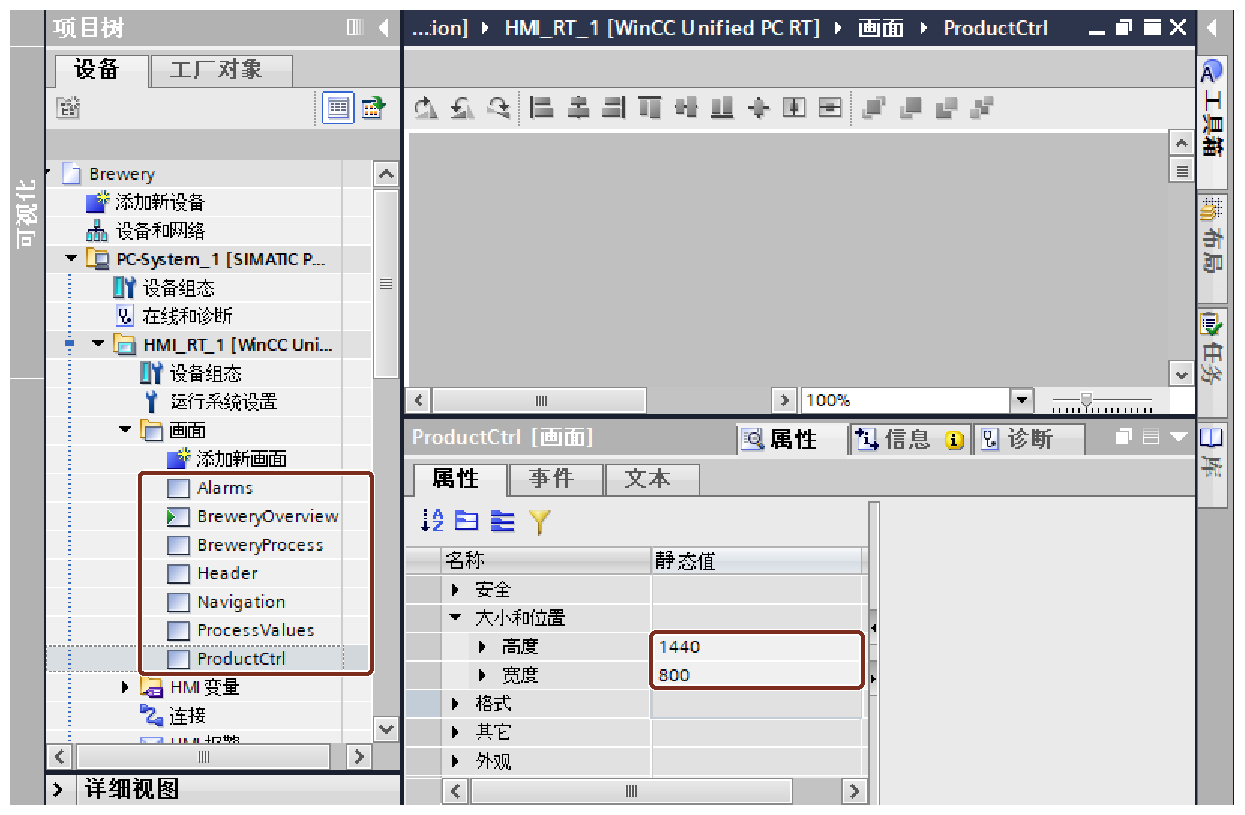 项目树
...ion] HMI_RT_1 [WinCC Unified PC RT] 画面 ProductCtrl
设备
工厂对象
可视化
Brewery
添加新设备
设备和网络
PC-System_1 [SIMATIC P...
设备组态
在线和诊断
HMI_RT_1 [WinCC Uni...
设备组态
运行系统设置
画面
添加新画面
Alarms
BreweryOverview
BreweryProcess
Header
Navigation
ProcessValues
ProductCtrl
HMI 变量
连接
HMI 报警
详细视图
100%
ProductCtrl [画面]
属性
信息
诊断
属性
事件
文本
名称
静态值
安全
大小和位置
高度
1440
宽度
800
格式
其它
外观
工具箱
布局
任务
库